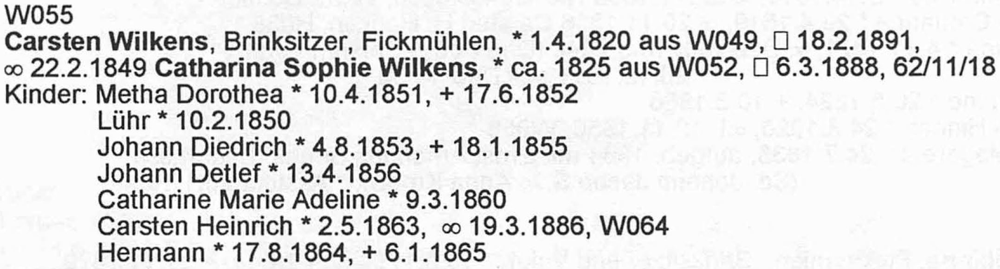 W055
Carsten Wilkens, Brinksitzer, Fickmühlen, * 1.4.1820 aus W049, □ 18.2.1891,
∞ 22.2.1849 Catharina Sophie Wilkens, * ca. 1825 aus W052, □ 6.3.1888, 62/11/18
Kinder: Metha Dorothea * 10.4.1851, + 17.6.1852
Lühr * 10.2.1850
Johann Diedrich * 4.8.1853, + 18.1.1855
Johann Detlef * 13.4.1856
Catharine Marie Adeline * 9.3.1860
Carsten Heinrich * 2.5.1863, ∞ 19.3.1886, W064
Hermann * 17.8.1864, + 6.1.1865